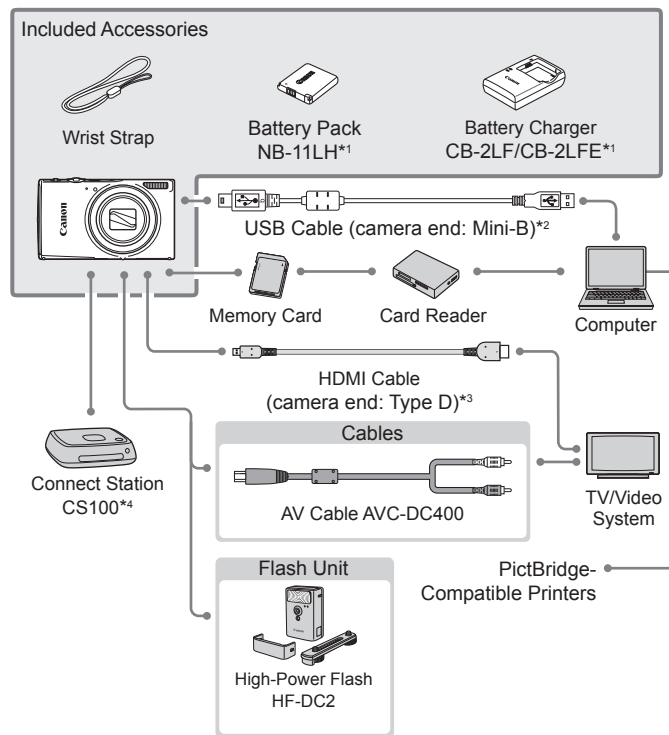 Included Accessories
Wrist Strap
Battery Pack
NB-11LH*1
Battery Charger
CB-2LF/CB-2LFE*1
Canon
USB Cable (camera end: Mini-B)*2
Memory Card
Card Reader
Computer
HDMI Cable
(camera end: Type D)*3
Cables
Connect Station
CS100*4
AV Cable AVC-DC400
TV/Video
System
Flash Unit
PictBridge-
Compatible Printers
High-Power Flash
HF-DC2